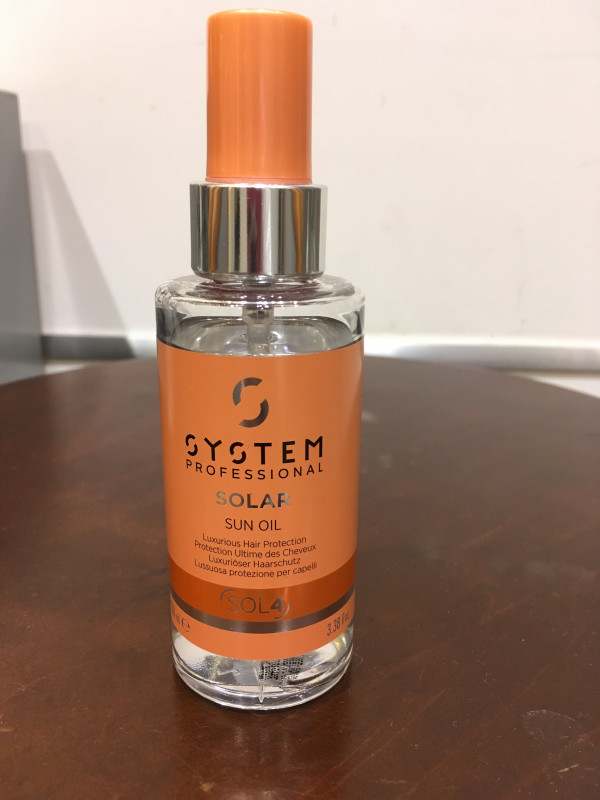 SYSTEM
PROFESSIONAL
SOLAR
SUN OIL
Luxurious Hair Protection
Protection Ultime des Cheveux
Luxuriöser Haarschutz
Lussuosa protezione per capelli
SOL4
3.38 fl.oz